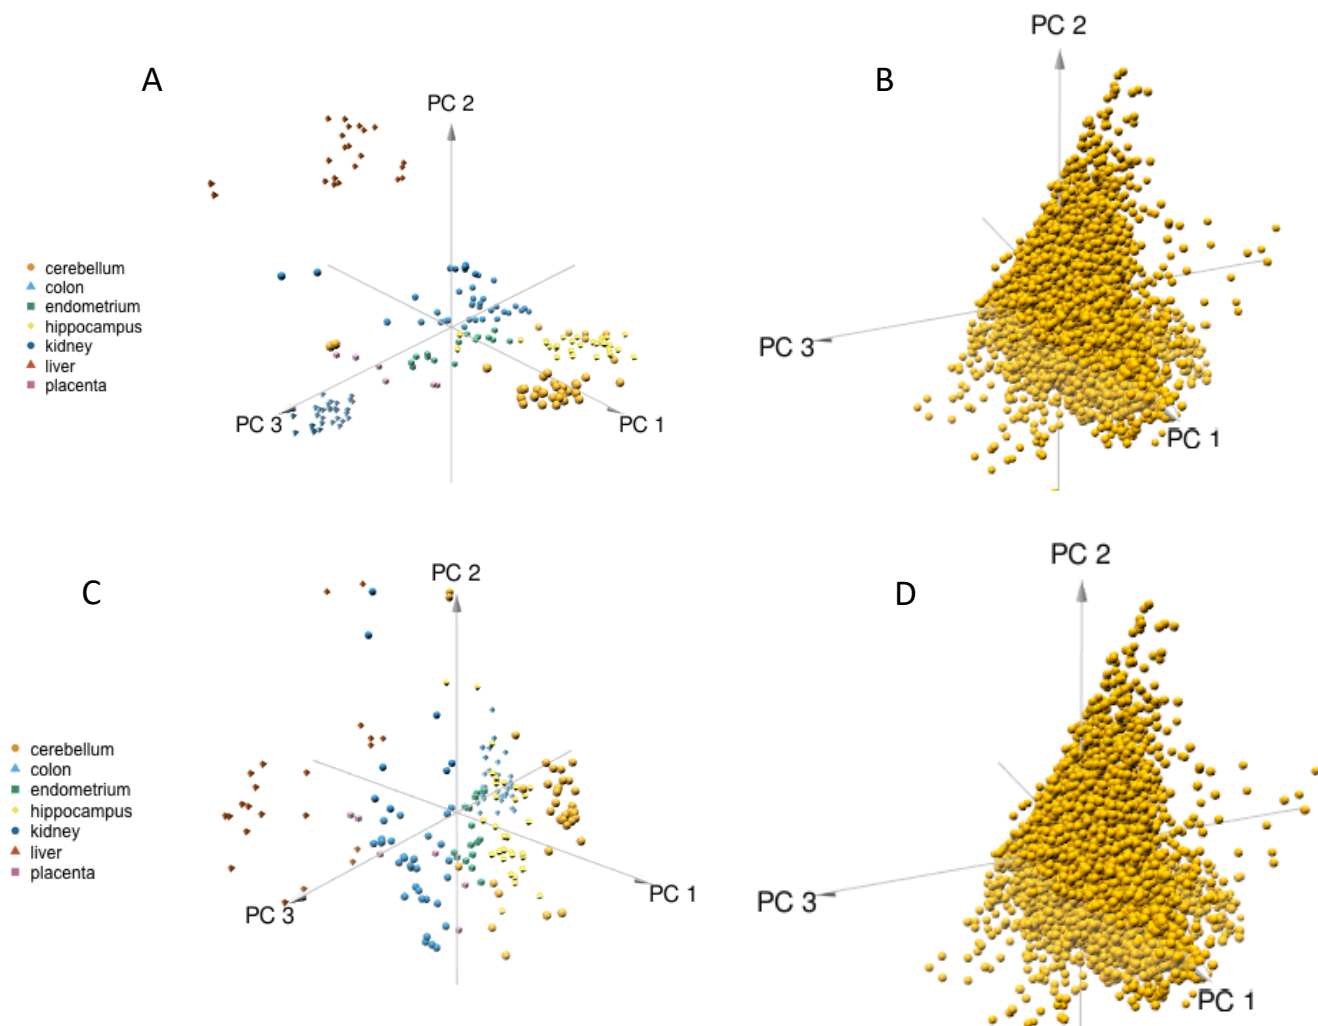 A
PC 2
cerebellum
colon
endometrium
hippocampus
kidney
liver
placenta
PC 3
PC 1
B
PC 2
PC 3
PC 1
C
PC 2
cerebellum
colon
endometrium
hippocampus
kidney
liver
placenta
PC 3
PC 1
D
PC 2
PC 3
PC 1